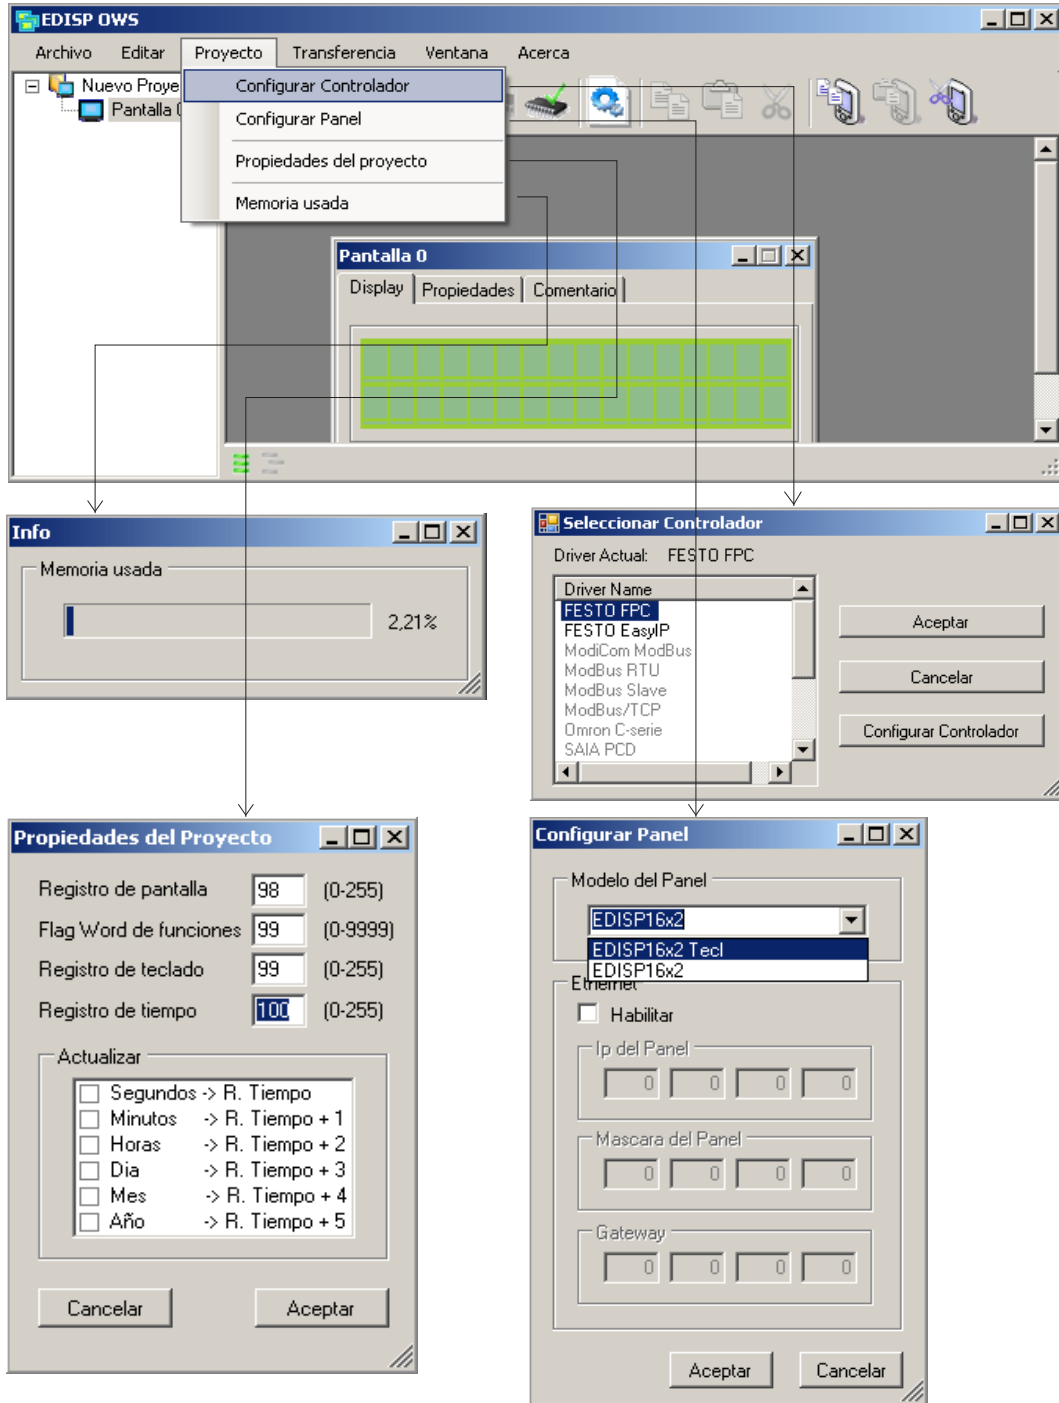 EDISP OWS
Archivo Editar Proyecto Transferencia Ventana Acerca
Nuevo Proye
Pantalla
Configurar Controlador
Configurar Panel
Propiedades del proyecto
Memoria usada
Pantalla 0
Display Propiedades Comentario
Info
Memoria usada
2,21%
Seleccionar Controlador
Driver Actual: FESTO FPC
Driver Name
FESTO FPC
FESTO EasyIP
ModiCom ModBus
ModBus RTU
ModBus Slave
ModBus/TCP
Omron C-serie
SAIA PCD
Aceptar
Cancelar
Configurar Controlador
Propiedades del Proyecto
Registro de pantalla 98 (0-255)
Flag Word de funciones 99 (0-9999)
Registro de teclado 99 (0-255)
Registro de tiempo 100 (0-255)
Actualizar
Segundos -> R. Tiempo
Minutos -> R. Tiempo + 1
Horas -> R. Tiempo + 2
Dia -> R. Tiempo + 3
Mes -> R. Tiempo + 4
Año -> R. Tiempo + 5
Cancelar Aceptar
Configurar Panel
Modelo del Panel
EDISP16x2
EDISP16x2 Tecl
EDISP16x2
Ethernet
Habilitar
Ip del Panel
0 0 0 0
Mascara del Panel
0 0 0 0
Gateway
0 0 0 0
Aceptar Cancelar